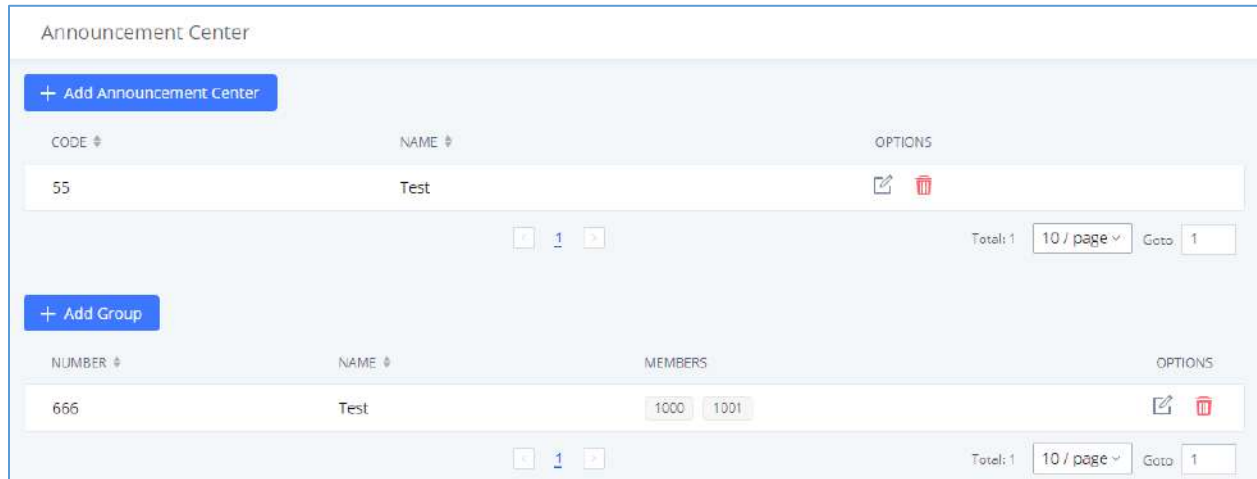 Announcement Center
+ Add Announcement Center
CODE NAME OPTIONS
55 Test
< 1 >
Total: 1 10 / page Goto 1
+ Add Group
NUMBER NAME MEMBERS OPTIONS
666 Test 1000 1001
< 1 >
Total: 1 10 / page Goto 1